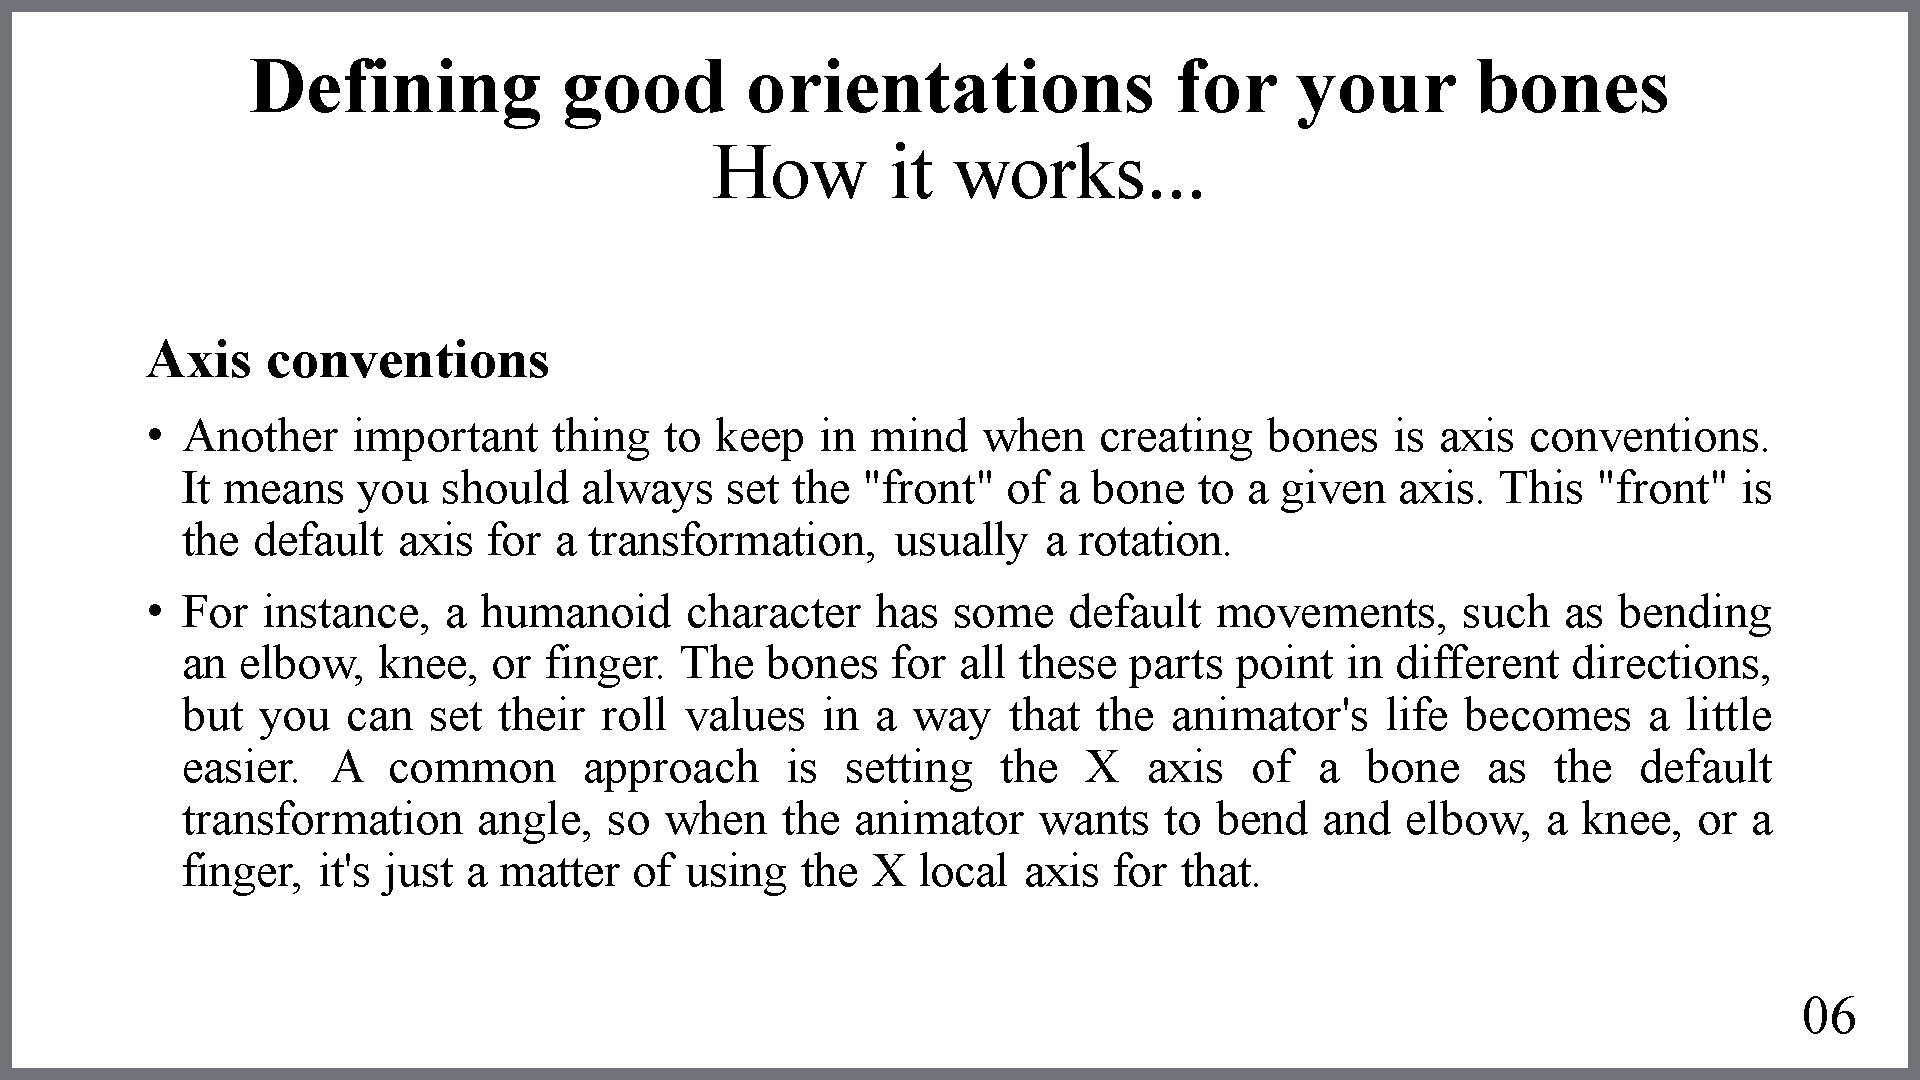 Defining good orientations for your bones
How it works...
Axis conventions
• Another important thing to keep in mind when creating bones is axis conventions.
It means you should always set the "front" of a bone to a given axis. This "front" is
the default axis for a transformation, usually a rotation.
• For instance, a humanoid character has some default movements, such as bending
an elbow, knee, or finger. The bones for all these parts point in different directions,
but you can set their roll values in a way that the animator's life becomes a little
easier. A common approach is setting the X axis of a bone as the default
transformation angle, so when the animator wants to bend and elbow, a knee, or a
finger, it's just a matter of using the X local axis for that.
06